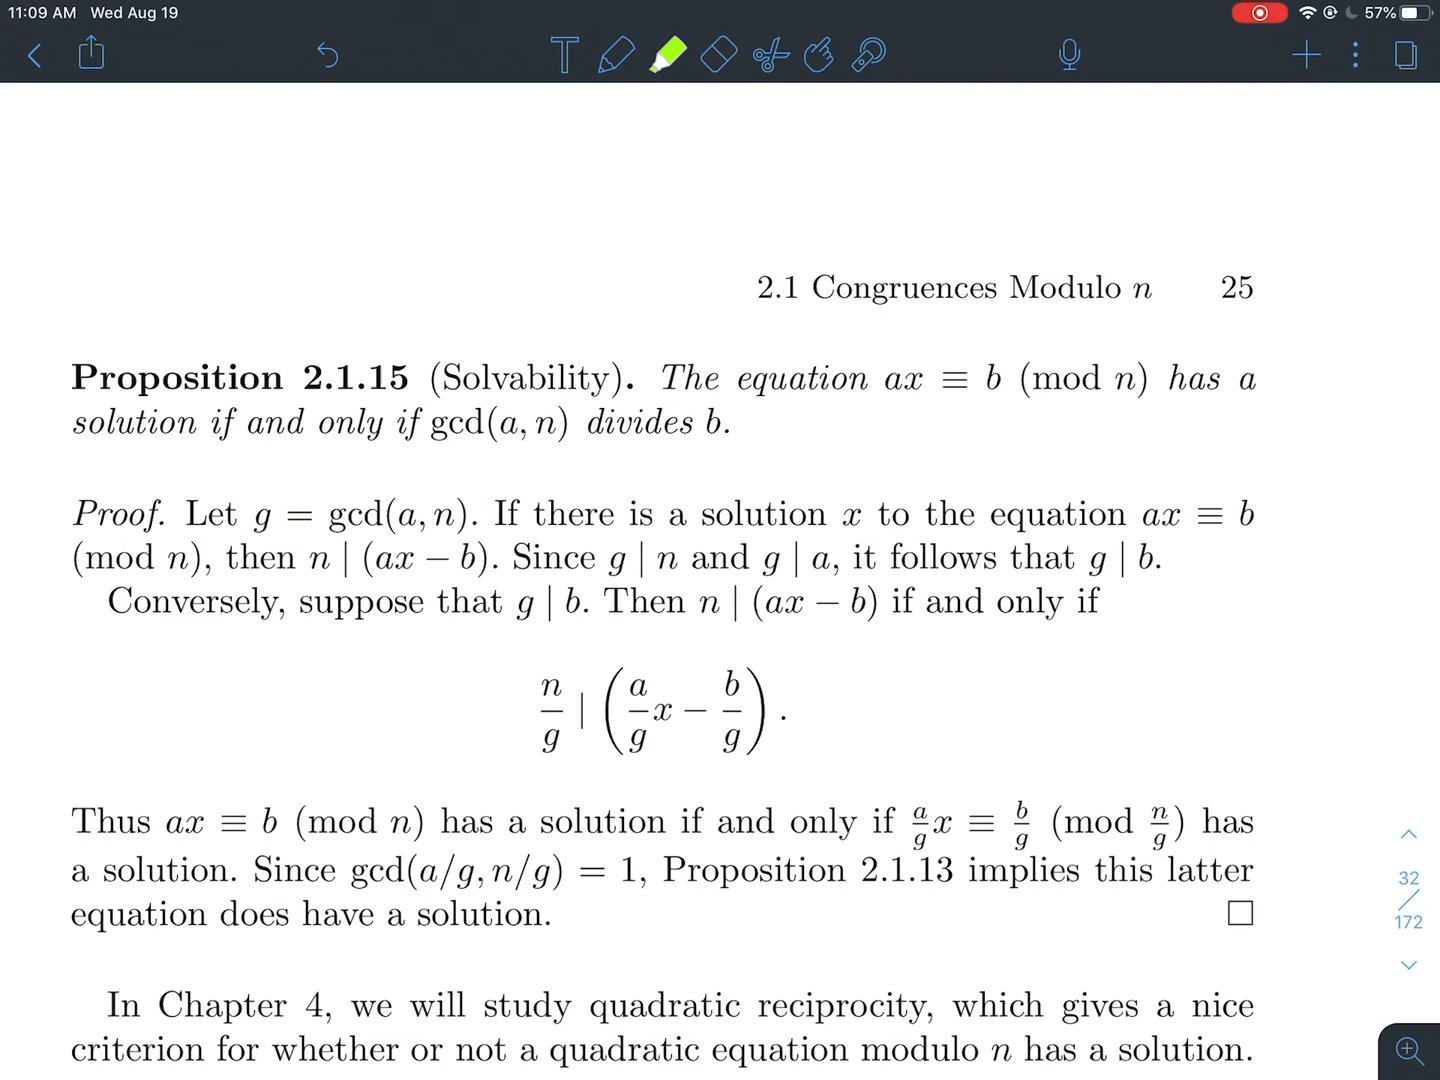 11:09 AM Wed Aug 19
57%
2.1 Congruences Modulo n 25
Proposition 2.1.15 (Solvability). The equation ax ≡ b (mod n) has a
solution if and only if gcd(a, n) divides b.
Proof. Let g = gcd(a, n). If there is a solution x to the equation ax ≡ b
(mod n), then n | (ax − b). Since g | n and g | a, it follows that g | b.
Conversely, suppose that g | b. Then n | (ax − b) if and only if
n/g | (a/g x − b/g).
Thus ax ≡ b (mod n) has a solution if and only if a/g x ≡ b/g (mod n/g) has
a solution. Since gcd(a/g, n/g) = 1, Proposition 2.1.13 implies this latter
equation does have a solution. □
In Chapter 4, we will study quadratic reciprocity, which gives a nice
criterion for whether or not a quadratic equation modulo n has a solution.
32
/
172